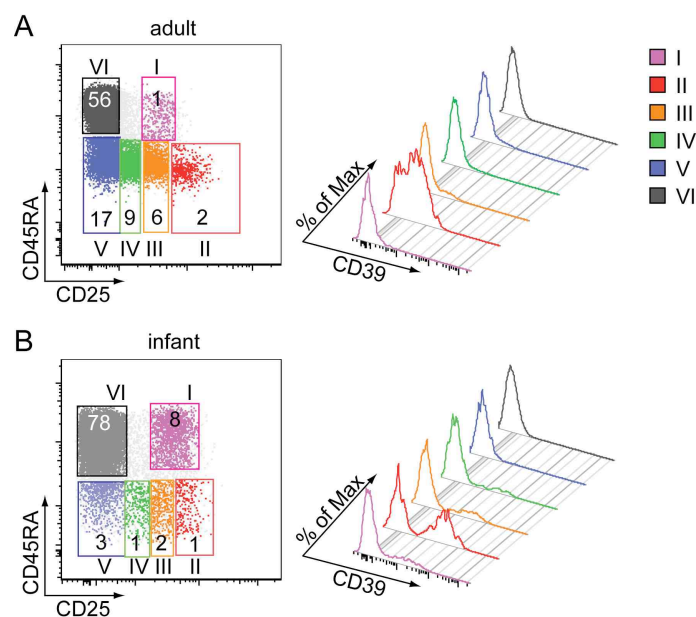 A
adult
VI
I
56
1
17
9
6
2
V
IV
III
II
CD45RA
CD25
% of Max
CD39
I
II
III
IV
V
VI
B
infant
VI
I
78
8
3
1
2
1
V
IV
III
II
CD45RA
CD25
% of Max
CD39